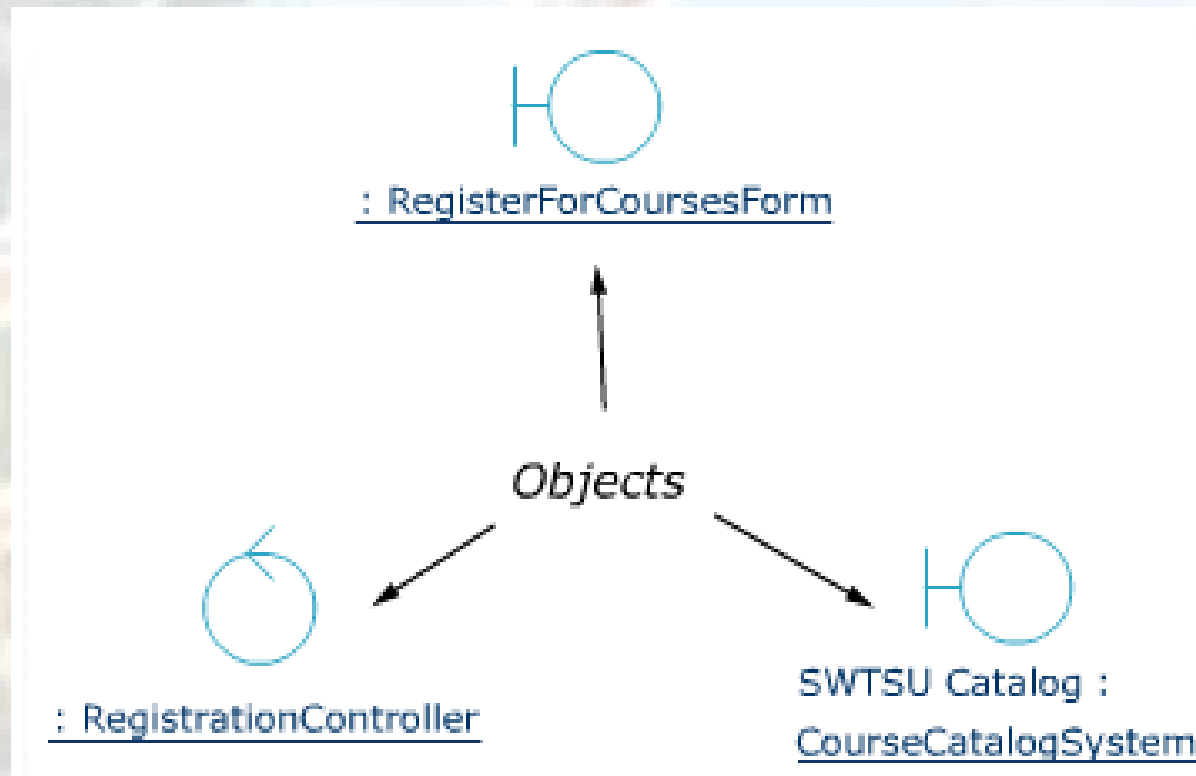 : RegisterForCoursesForm
Objects
: RegistrationController
SWTSU Catalog :
CourseCatalogSystem